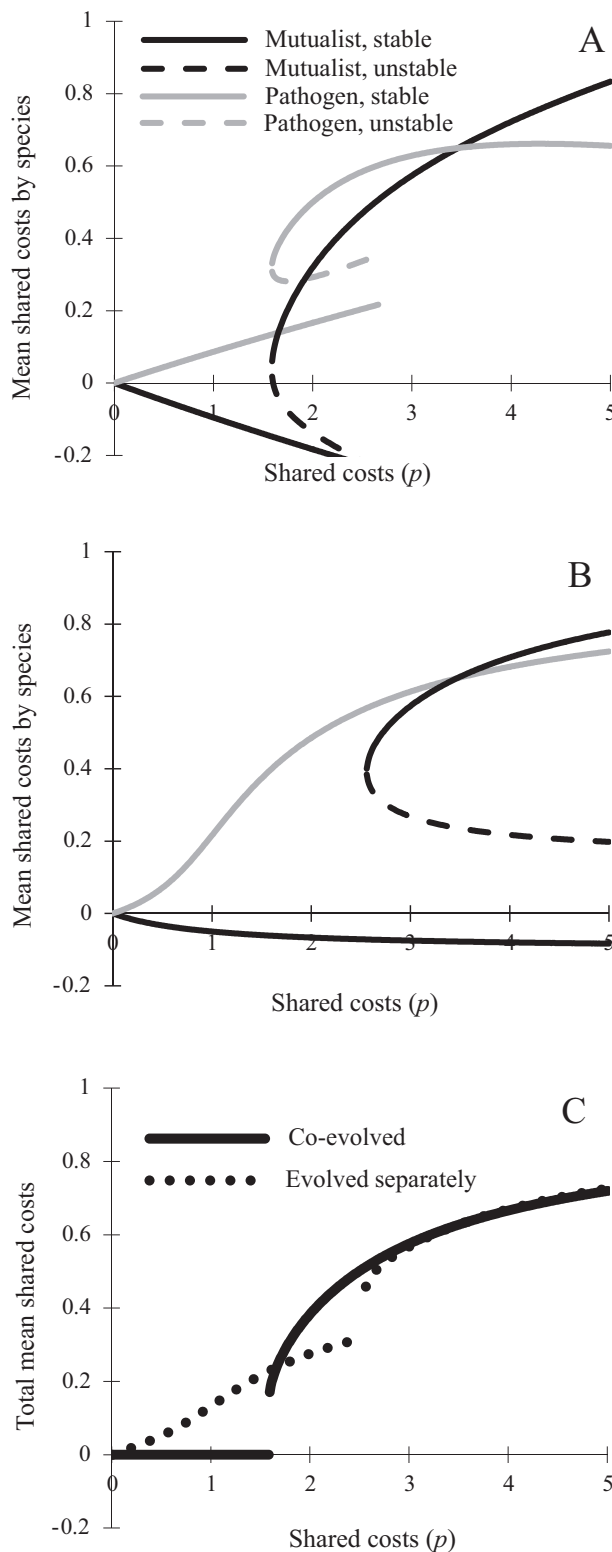 1
A
Mutualist, stable
Mutualist, unstable
0.8
Pathogen, stable
Pathogen, unstable
Mean shared costs by species
0.6
0.4
0.2
0
0 1 2 3 4 5
-0.2
Shared costs (p)
1
B
0.8
Mean shared costs by species
0.6
0.4
0.2
0
0 1 2 3 4 5
-0.2
Shared costs (p)
1
C
Co-evolved
0.8
Evolved separately
Total mean shared costs
0.6
0.4
0.2
0
0 1 2 3 4 5
-0.2
Shared costs (p)